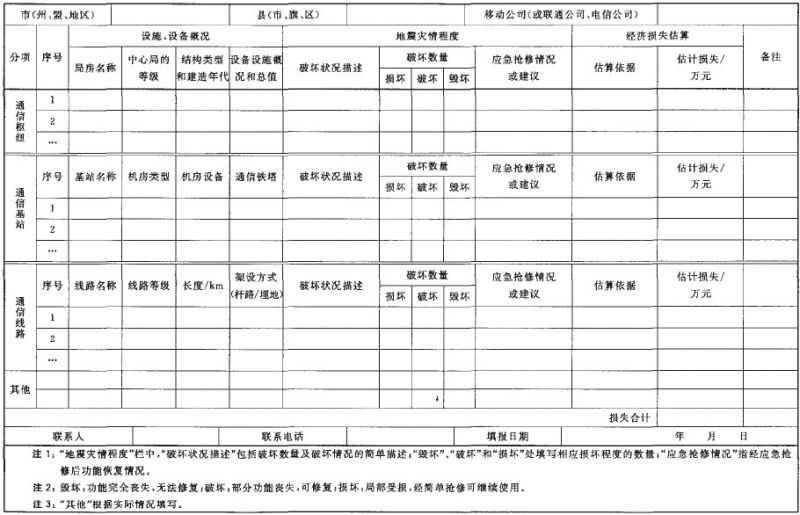 市(州、盟、地区) 县(市、旗、区) 移动公司(或联通公司、电信公司)
分项 序号 设施、设备概况 地震灾情程度 经济损失估算 备注
局房名称 中心局的等级 结构类型和建造年代 设备设施概况和总值 破坏状况描述 破坏数量 应急抢修情况或建议 估算依据 估计损失/万元
损坏 破坏 毁坏
通信枢纽
1
2
…
序号 基站名称 机房类型 机房设备 通信铁塔 破坏状况描述 破坏数量 应急抢修情况或建议 估算依据 估计损失/万元
损坏 破坏 毁坏
通信基站
1
2
…
序号 线路名称 线路等级 长度/km 架设方式(杆路/埋地) 破坏状况描述 破坏数量 应急抢修情况或建议 估算依据 估计损失/万元
损坏 破坏 毁坏
通信线路
1
2
…
其他
损失合计
联系人 联系电话 填报日期 年 月 日
注1:“地震灾情程度”栏中,“破坏状况描述”包括破坏数量及破坏情况的简单描述;“毁坏”、“破坏”和“损坏”处填写相应损坏程度的数量;“应急抢修情况”指经应急抢
修后功能恢复情况。
注2:毁坏:功能完全丧失,无法修复;破坏:部分功能丧失,可修复;损坏:局部受损,经简单抢修可继续使用。
注3:“其他”根据实际情况填写。